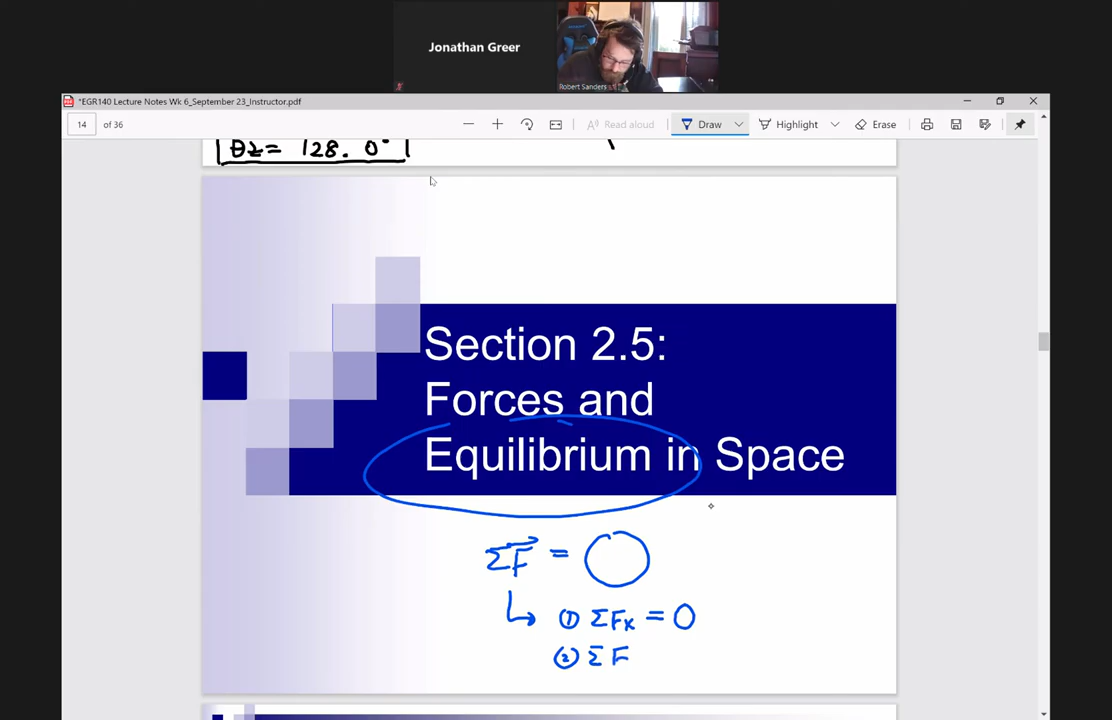 Jonathan Greer
Robert Sanders
*EGR140 Lecture Notes Wk 6_September 23_Instructor.pdf
14 of 36
Read aloud
Draw
Highlight
Erase
θ2 = 128.0°
Section 2.5:
Forces and
Equilibrium in Space
ΣF = 0
① ΣFx = 0
② ΣF